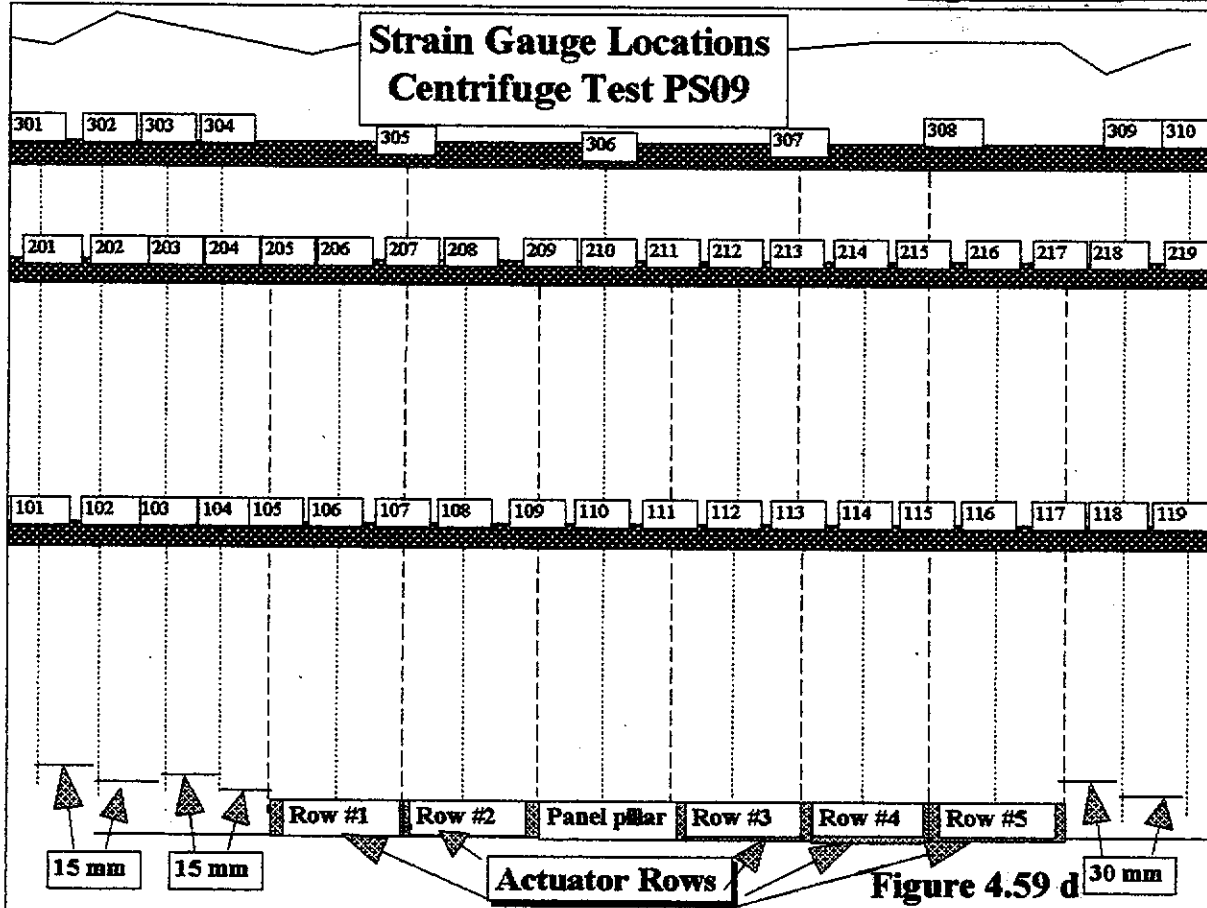 Strain Gauge Locations
Centrifuge Test PS09
301 302 303 304 305 306 307 308 309 310
201 202 203 204 205 206 207 208 209 210 211 212 213 214 215 216 217 218 219
101 102 103 104 105 106 107 108 109 110 111 112 113 114 115 116 117 118 119
Row #1 Row #2 Panel pillar Row #3 Row #4 Row #5
15 mm 15 mm Actuator Rows 30 mm
Figure 4.59 d